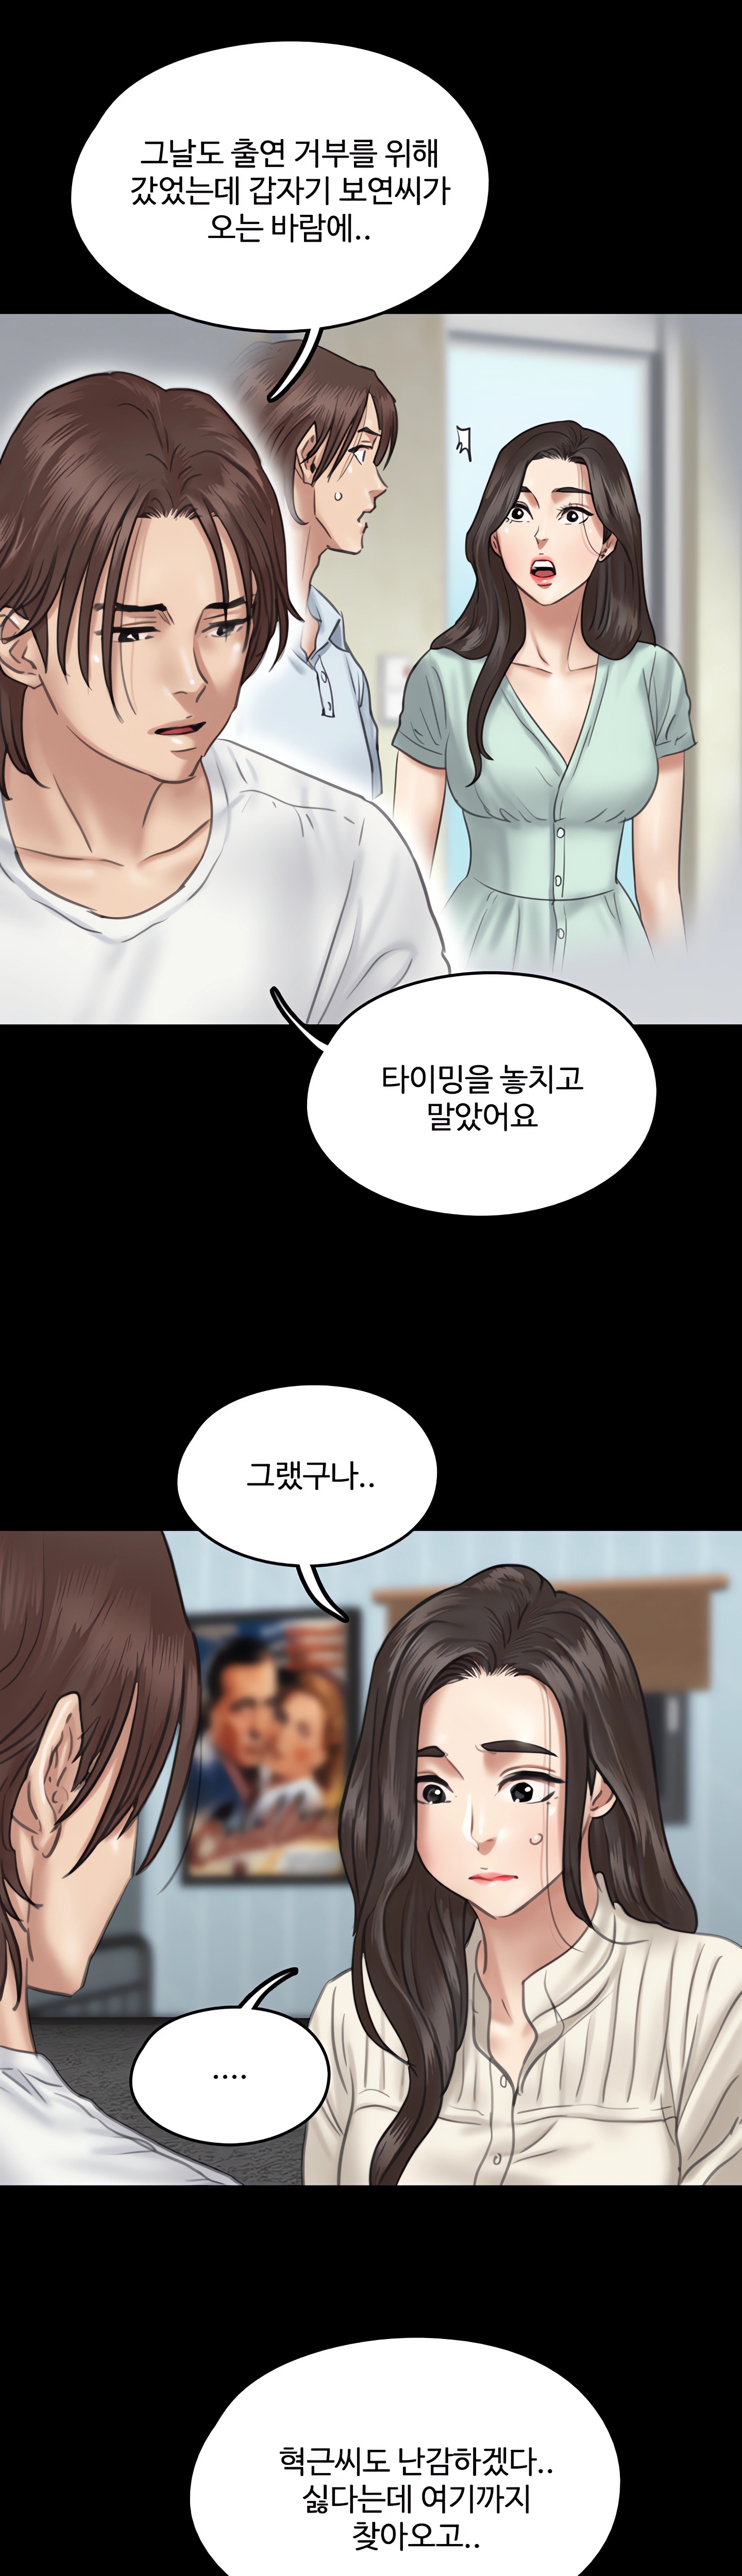 그날도 출연 거부를 위해
갔었는데 갑자기 보연씨가
오는 바람에..
타이밍을 놓치고
말았어요
그랬구나..
....
혁근씨도 난감하겠다..
싫다는데 여기까지
찾아오고..